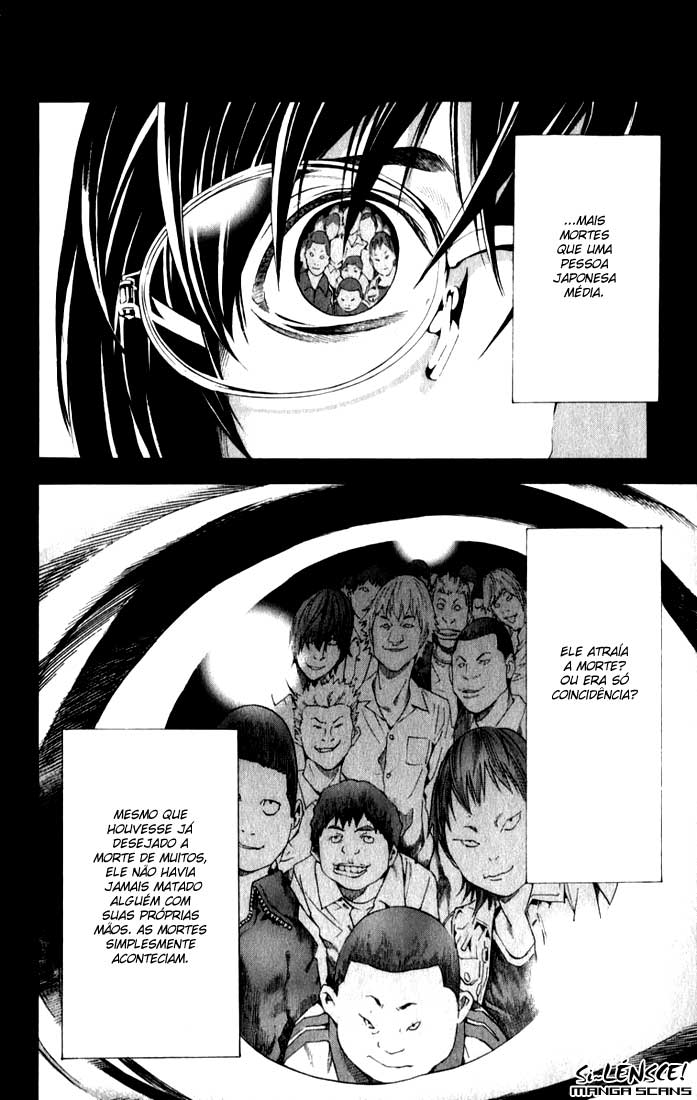 ...MAIS
MORTES
QUE UMA
PESSOA
JAPONESA
MÉDIA.
ELE ATRAÍA
A MORTE?
OU ERA SÓ
COINCIDÊNCIA?
MESMO QUE
HOUVESSE JÁ
DESEJADO A
MORTE DE MUITOS,
ELE NÃO HAVIA
JAMAIS MATADO
ALGUÉM COM
SUAS PRÓPRIAS
MÃOS. AS MORTES
SIMPLESMENTE
ACONTECIAM.
Si-LÉNSCE!
MANGA SCANS